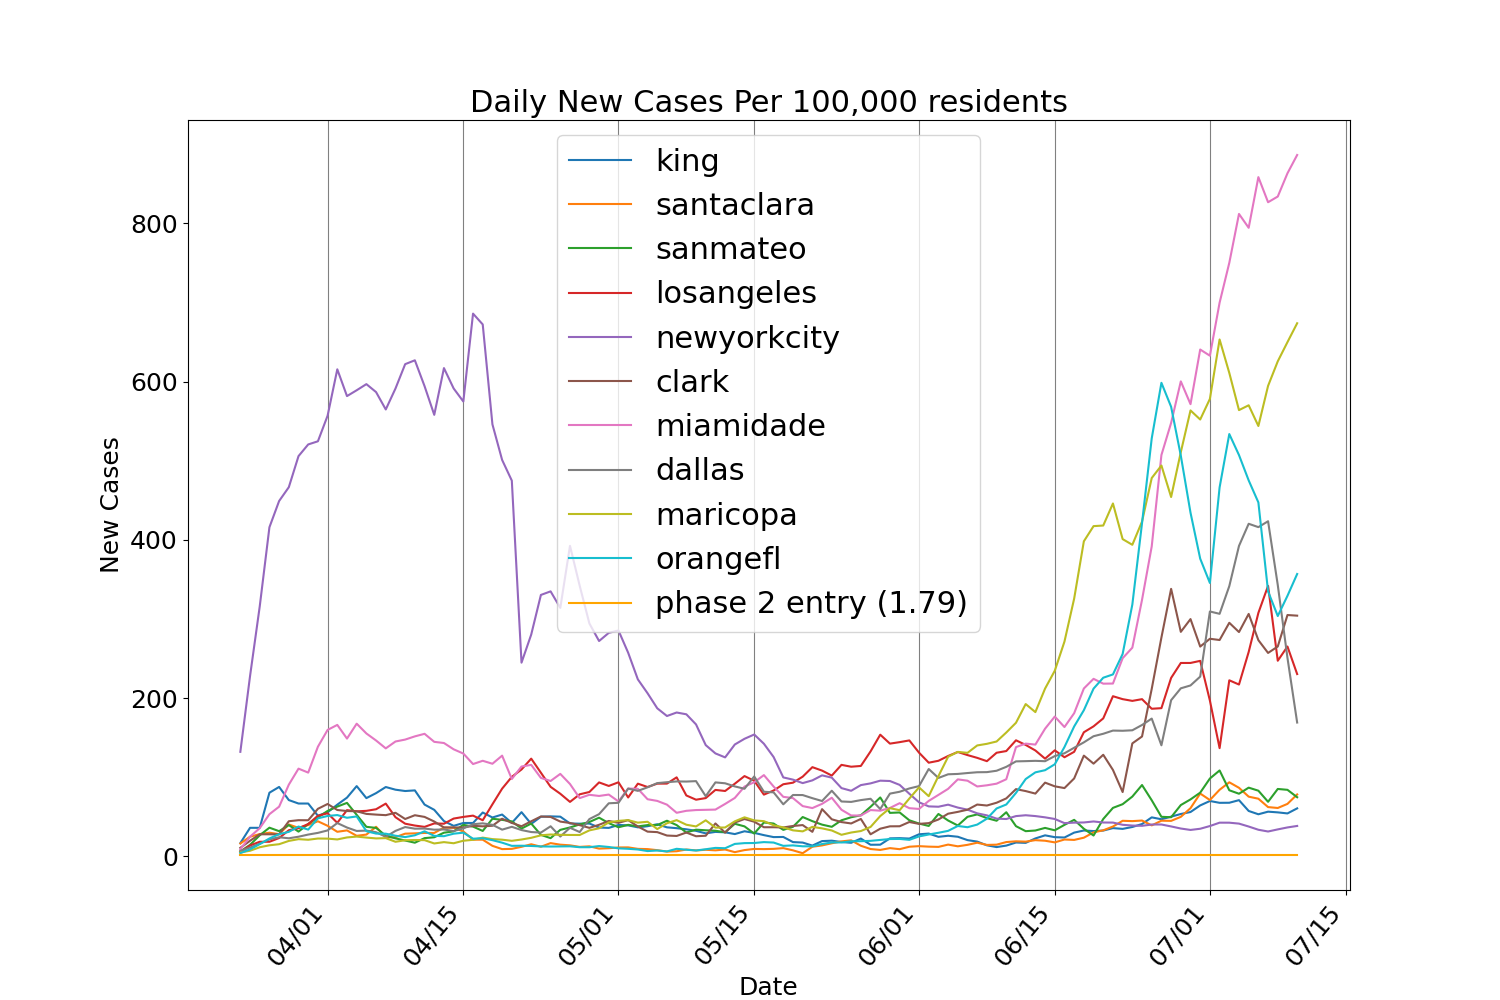 Daily New Cases Per 100,000 residents
king
santaclara
sanmateo
losangeles
newyorkcity
clark
miamidade
dallas
maricopa
orangefl
phase 2 entry (1.79)
New Cases
800
600
400
200
0
04/01
04/15
05/01
05/15
06/01
06/15
07/01
07/15
Date